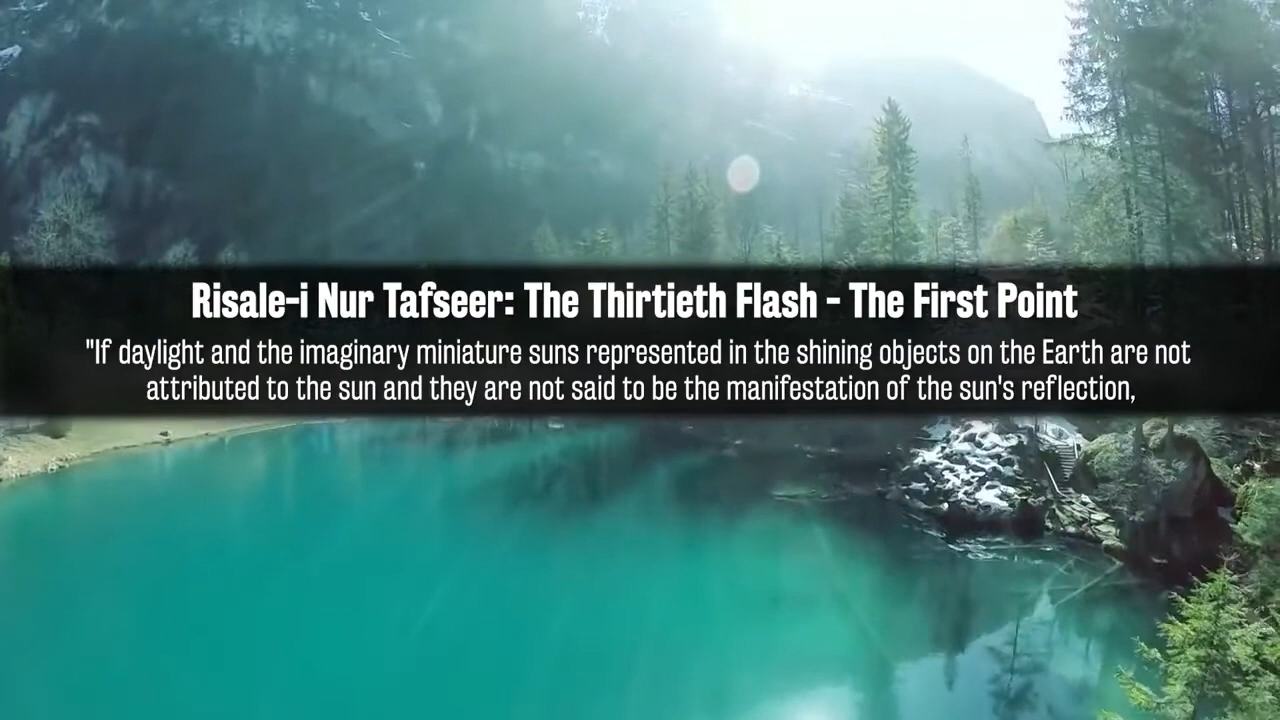 Risale-i Nur Tafseer: The Thirtieth Flash - The First Point
"If daylight and the imaginary miniature suns represented in the shining objects on the Earth are not
attributed to the sun and they are not said to be the manifestation of the sun's reflection,